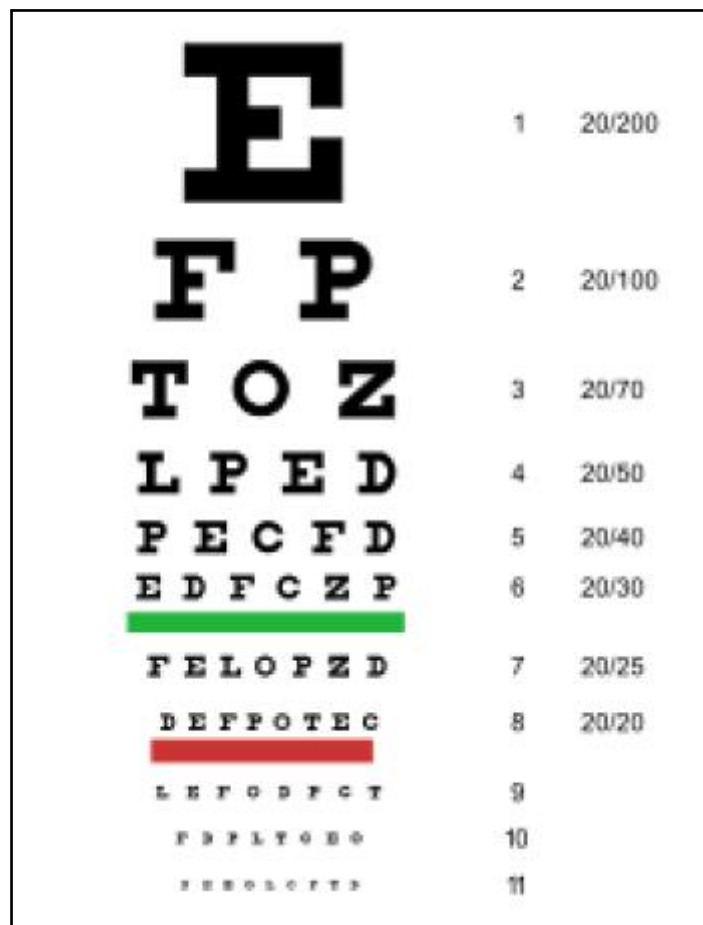 E 1 20/200
F P 2 20/100
T O Z 3 20/70
L P E D 4 20/50
P E C F D 5 20/40
E D F C Z P 6 20/30
F E L O P Z D 7 20/25
D E F P O T E C 8 20/20
L E F O D P C T 9
10
11